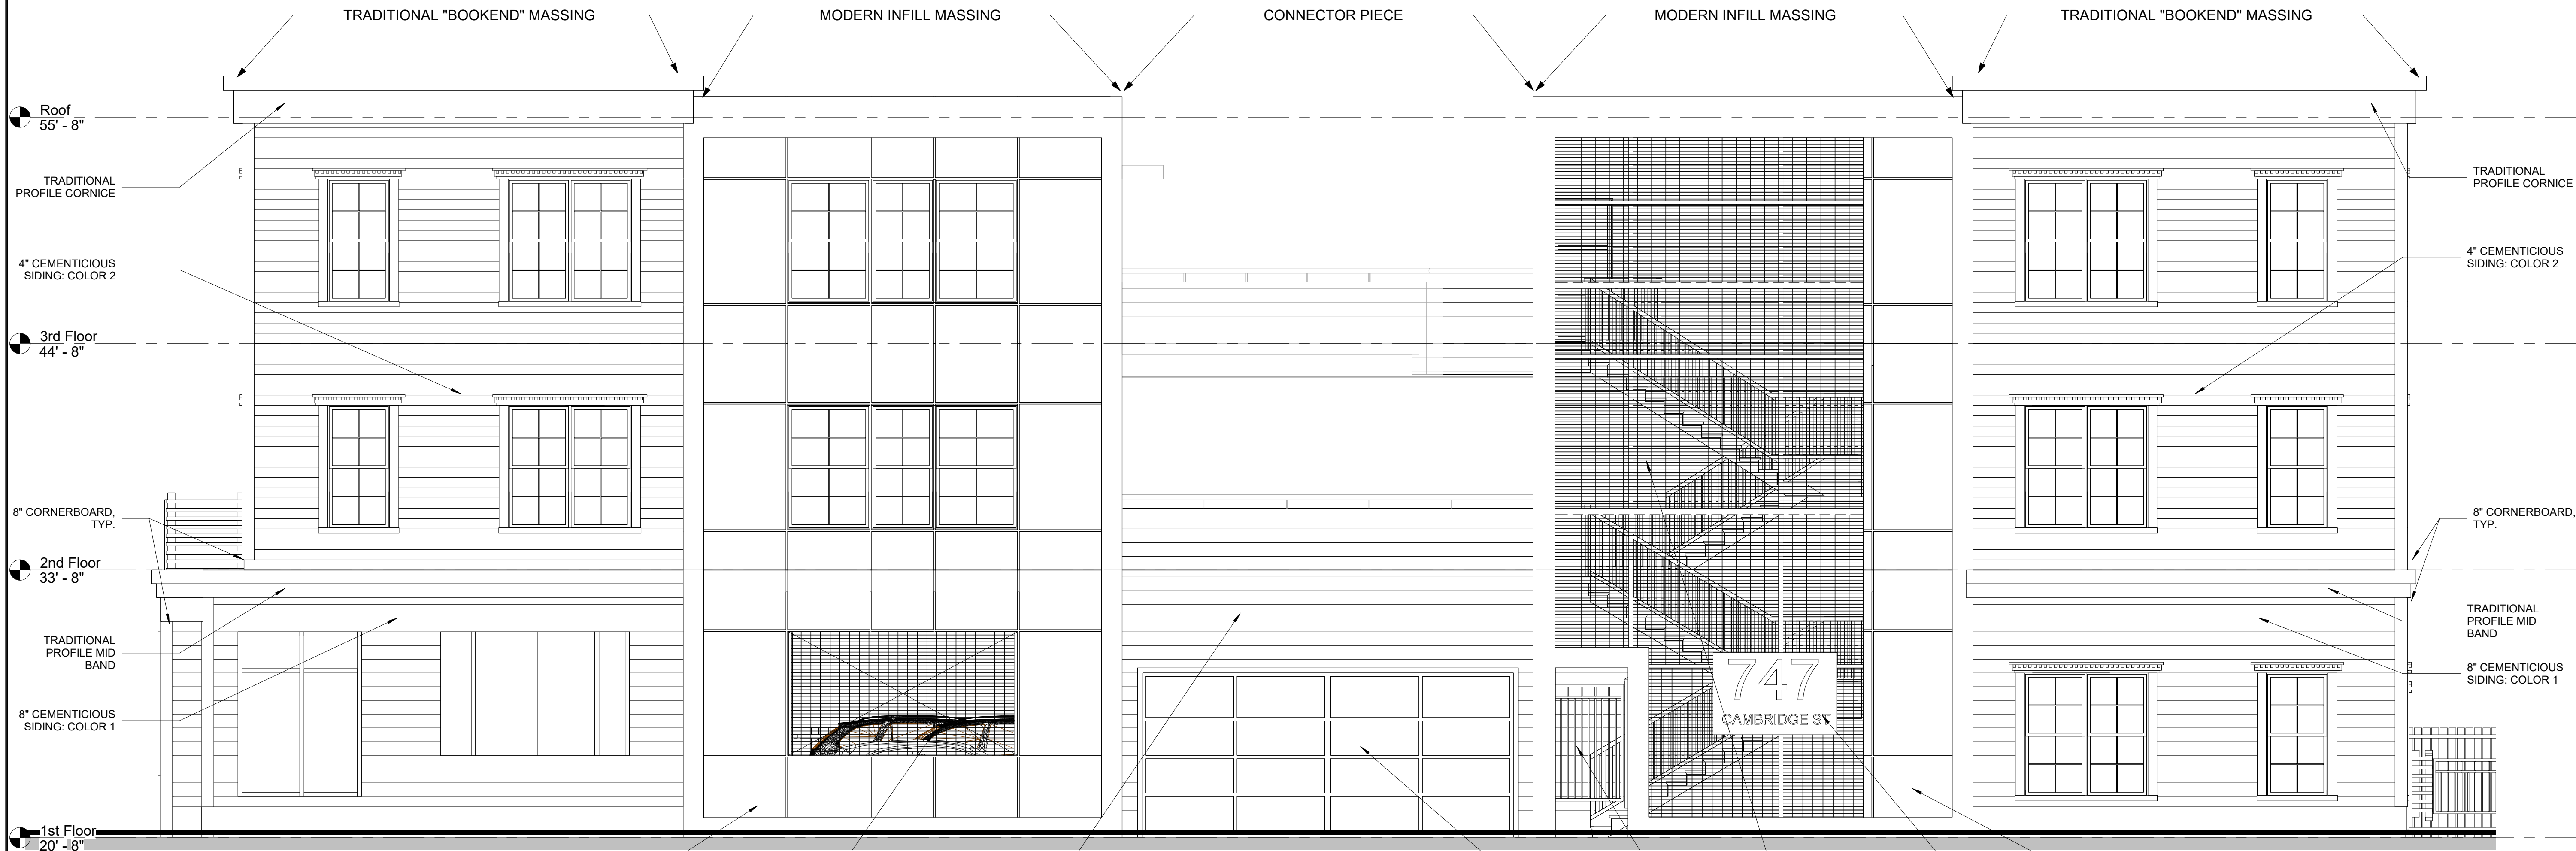 TRADITIONAL "BOOKEND" MASSING
MODERN INFILL MASSING
CONNECTOR PIECE
MODERN INFILL MASSING
TRADITIONAL "BOOKEND" MASSING
Roof
55' - 8"
TRADITIONAL
PROFILE CORNICE
TRADITIONAL
PROFILE CORNICE
4" CEMENTICIOUS
SIDING: COLOR 2
4" CEMENTICIOUS
SIDING: COLOR 2
3rd Floor
44' - 8"
8" CORNERBOARD,
TYP.
8" CORNERBOARD,
TYP.
2nd Floor
33' - 8"
TRADITIONAL
PROFILE MID
BAND
TRADITIONAL
PROFILE MID
BAND
8" CEMENTICIOUS
SIDING: COLOR 1
8" CEMENTICIOUS
SIDING: COLOR 1
747
CAMBRIDGE ST
1st Floor
20' - 8"